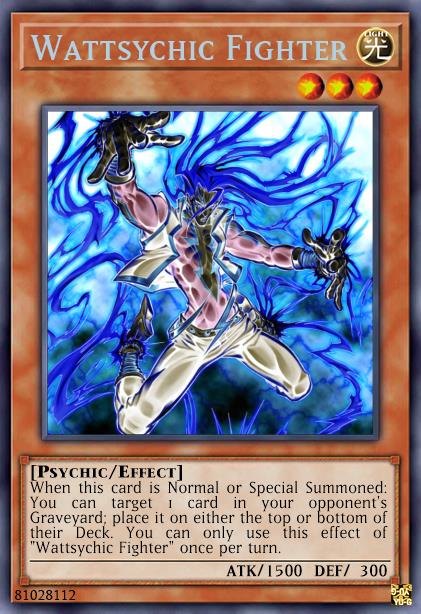 Wattsychic Fighter
LIGHT
光
[Psychic/Effect]
When this card is Normal or Special Summoned:
You can target 1 card in your opponent's
Graveyard; place it on either the top or bottom of
their Deck. You can only use this effect of
"Wattsychic Fighter" once per turn.
ATK/1500 DEF/ 300
81028112